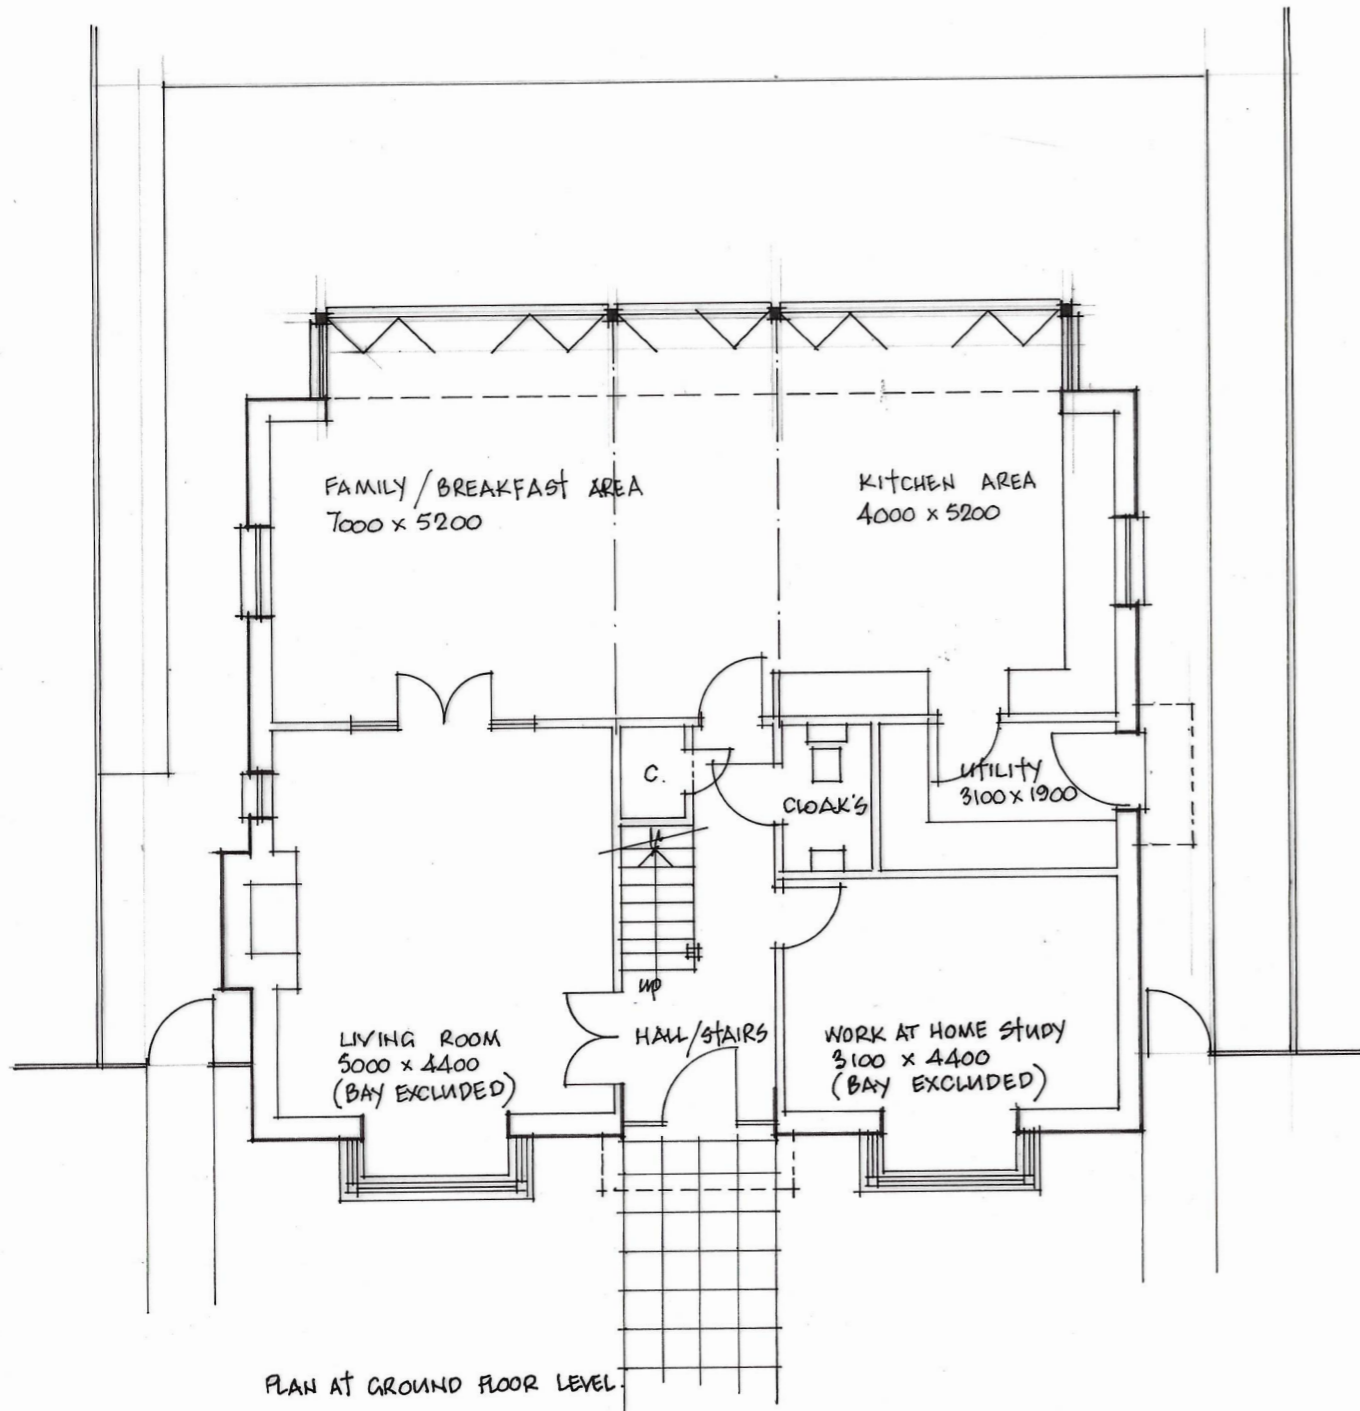 FAMILY/BREAKFAST AREA
7000 x 5200
KITCHEN AREA
4000 x 5200
C.
CLOAK'S
UTILITY
3100 x 1900
UP
HALL/STAIRS
LIVING ROOM
5000 x 4400
(BAY EXCLUDED)
WORK AT HOME STUDY
3100 x 4400
(BAY EXCLUDED)
PLAN AT GROUND FLOOR LEVEL.